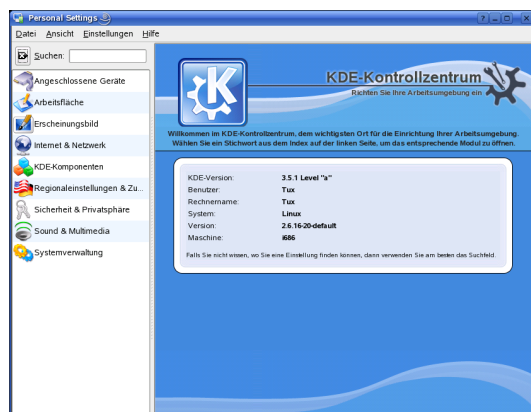 Personal Settings
Datei Ansicht Einstellungen Hilfe
Suchen:
Angeschlossene Geräte
Arbeitsfläche
Erscheinungsbild
Internet & Netzwerk
KDE-Komponenten
Regionaleinstellungen & Zu...
Sicherheit & Privatsphäre
Sound & Multimedia
Systemverwaltung
KDE-Kontrollzentrum
Richten Sie Ihre Arbeitsumgebung ein
Willkommen im KDE-Kontrollzentrum, dem wichtigsten Ort für die Einrichtung Ihrer Arbeitsumgebung.
Wählen Sie ein Stichwort aus dem Index auf der linken Seite, um das entsprechende Modul zu öffnen.
KDE-Version: 3.5.1 Level "a"
Benutzer: Tux
Rechnername: Tux
System: Linux
Version: 2.6.16-20-default
Maschine: i686
Falls Sie nicht wissen, wo Sie eine Einstellung finden können, dann verwenden Sie am besten das Suchfeld.